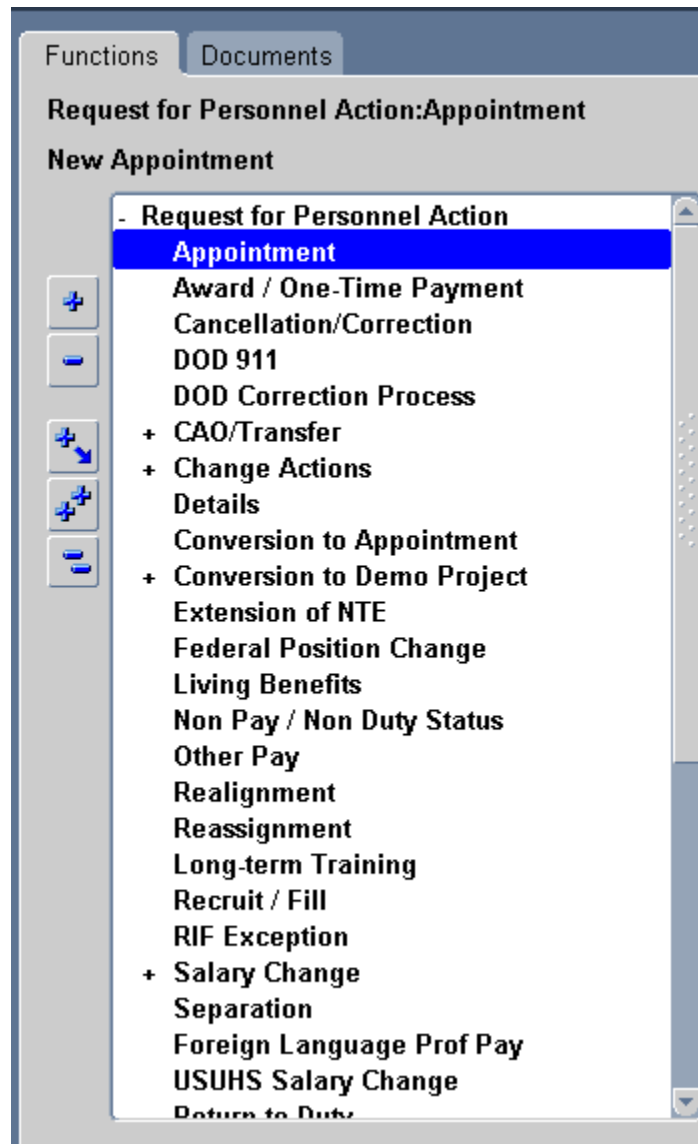 Functions Documents
Request for Personnel Action:Appointment
New Appointment
- Request for Personnel Action
Appointment
Award / One-Time Payment
Cancellation/Correction
DOD 911
DOD Correction Process
+ CAO/Transfer
+ Change Actions
Details
Conversion to Appointment
+ Conversion to Demo Project
Extension of NTE
Federal Position Change
Living Benefits
Non Pay / Non Duty Status
Other Pay
Realignment
Reassignment
Long-term Training
Recruit / Fill
RIF Exception
+ Salary Change
Separation
Foreign Language Prof Pay
USUHS Salary Change
Return to Duty